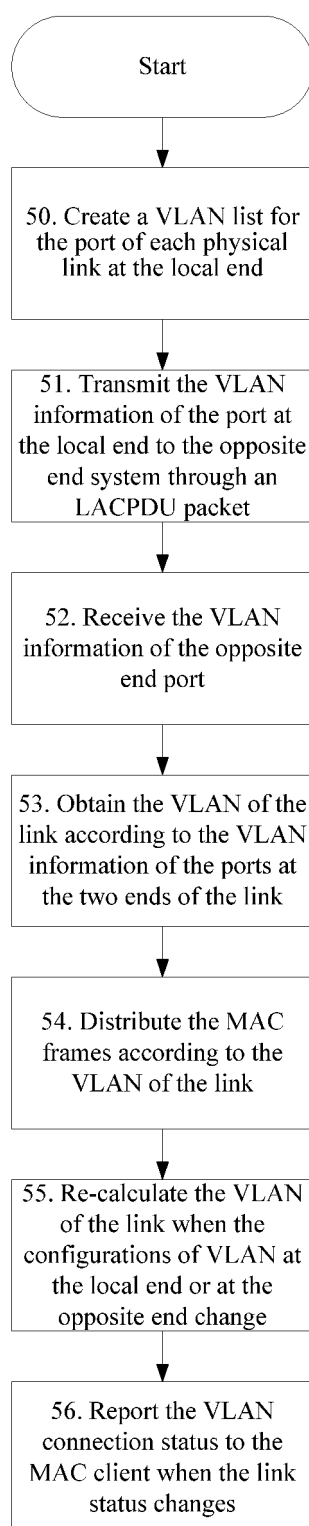 Start
50. Create a VLAN list for
the port of each physical
link at the local end
51. Transmit the VLAN
information of the port at
the local end to the opposite
end system through an
LACPDU packet
52. Receive the VLAN
information of the opposite
end port
53. Obtain the VLAN of the
link according to the VLAN
information of the ports at
the two ends of the link
54. Distribute the MAC
frames according to the
VLAN of the link
55. Re-calculate the VLAN
of the link when the
configurations of VLAN at
the local end or at the
opposite end change
56. Report the VLAN
connection status to the
MAC client when the link
status changes